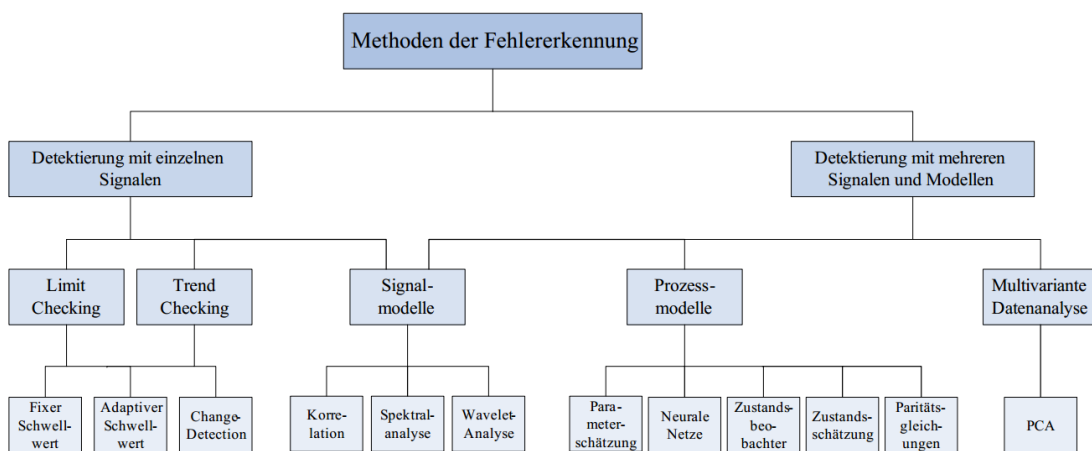 Methoden der Fehlererkennung
Detektierung mit einzelnen
Signalen
Detektierung mit mehreren
Signalen und Modellen
Limit
Checking
Trend
Checking
Signal-
modelle
Prozess-
modelle
Multivariante
Datenanalyse
Fixer
Schwell-
wert
Adaptiver
Schwell-
wert
Change-
Detection
Korre-
lation
Spektral-
analyse
Wavelet-
Analyse
Para-
meter-
schätzung
Neurale
Netze
Zustands-
beo-
bachter
Zustands-
schätzung
Paritäts-
gleich-
ungen
PCA